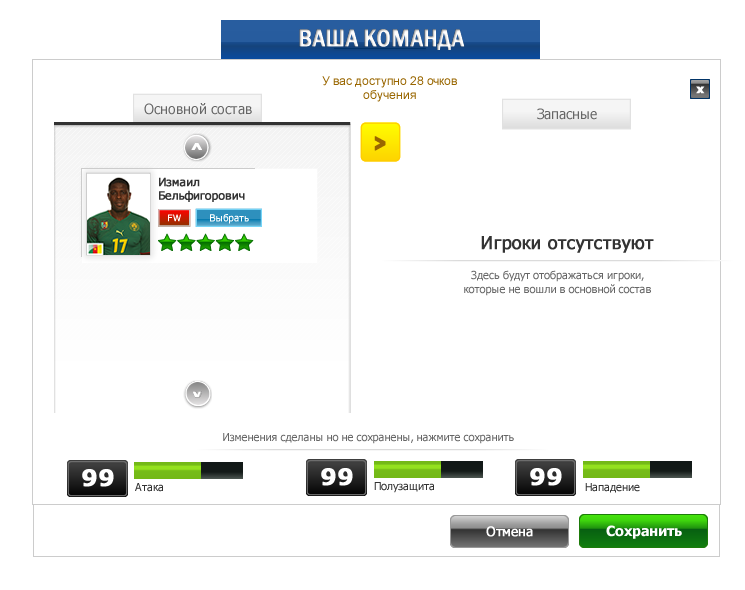 ВАША КОМАНДА
У вас доступно 28 очков
обучения
x
Основной состав
Запасные
>
Измаил
Бельфигорович
FW
Выбрать
17
Игроки отсутствуют
Здесь будут отображаться игроки,
которые не вошли в основной состав
Изменения сделаны но не сохранены, нажмите сохранить
99
Атака
99
Полузащита
99
Нападение
Отмена
Сохранить